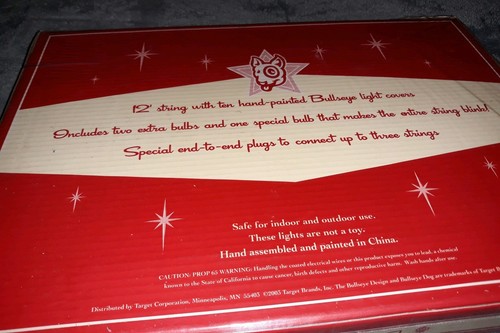 12' string with ten hand-painted Bullseye light covers
Includes two extra bulbs and one special bulb that makes the entire string blink!
Special end-to-end plugs to connect up to three strings
Safe for indoor and outdoor use.
These lights are not a toy.
Hand assembled and painted in China.
CAUTION: PROP 65 WARNING: Handling the coated electrical wires on this product exposes you to lead, a chemical
known to the State of California to cause cancer, birth defects and other reproductive harm. Wash hands after use.
Distributed by Target Corporation, Minneapolis, MN 55403 ©2003 Target Brands, Inc. The Bullseye Design and Bullseye Dog are trademarks of Target